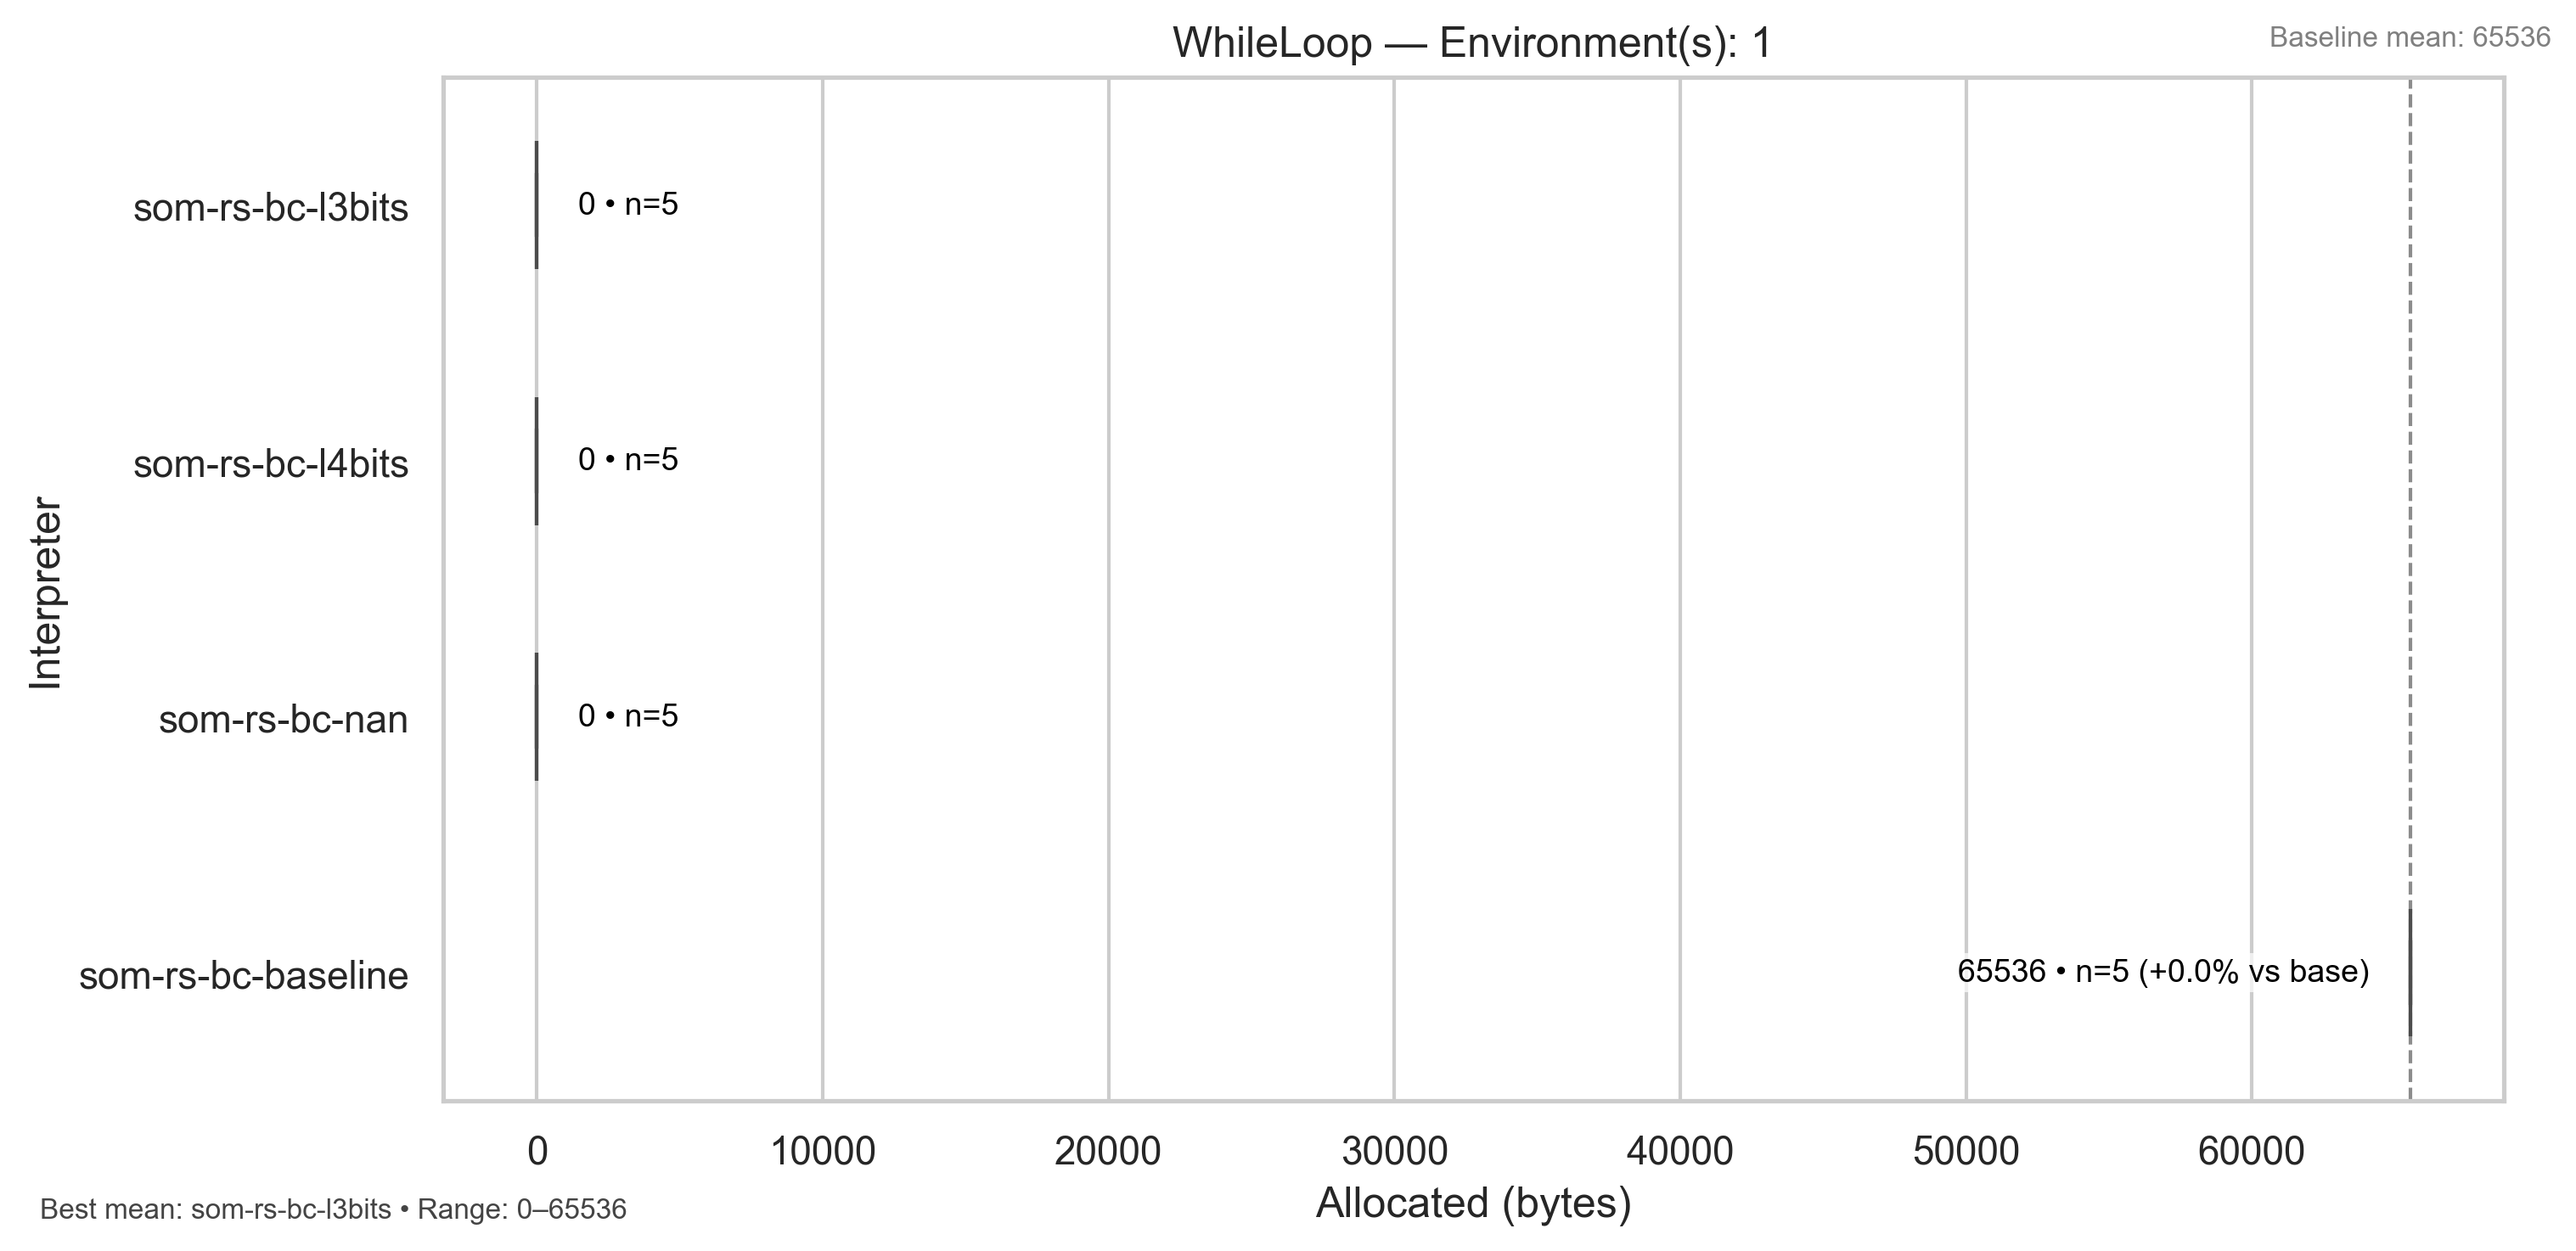 WhileLoop — Environment(s): 1
Baseline mean: 65536
Interpreter
som-rs-bc-l3bits
0 • n=5
som-rs-bc-l4bits
0 • n=5
som-rs-bc-nan
0 • n=5
som-rs-bc-baseline
65536 • n=5 (+0.0% vs base)
0 10000 20000 30000 40000 50000 60000
Allocated (bytes)
Best mean: som-rs-bc-l3bits • Range: 0–65536